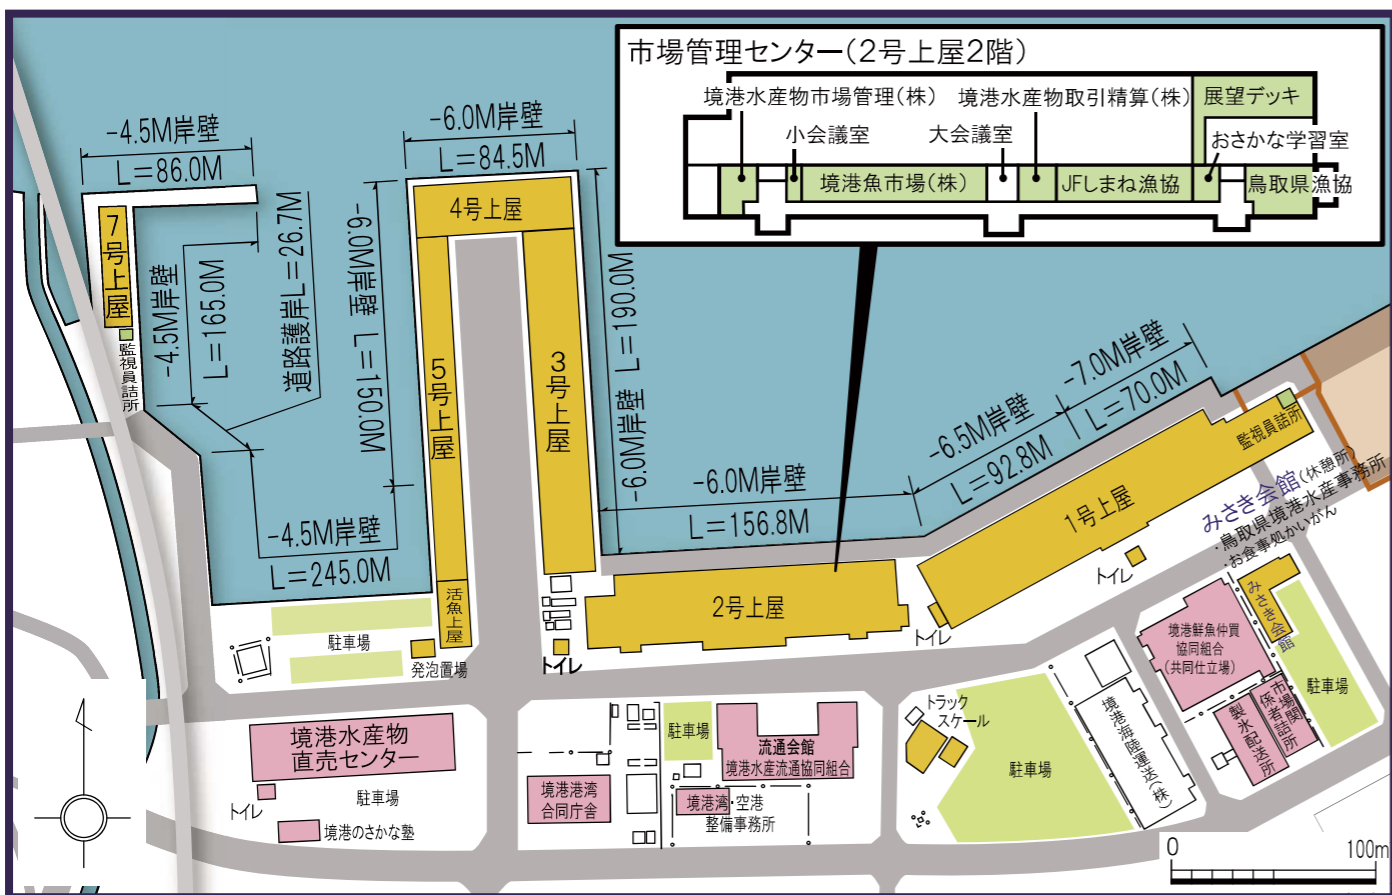 市場管理センター(2号上屋2階)
境港水産物市場管理(株)
境港水産物取引精算(株)
展望デッキ
小会議室
大会議室
おさかな学習室
境港魚市場(株)
JFしまね漁協
鳥取県漁協
-4.5M岸壁
L=86.0M
-6.0M岸壁
L=84.5M
7号上屋
監視員詰所
-4.5M岸壁
L=165.0M
道路護岸L=26.7M
-6.0M岸壁 L=150.0M
4号上屋
5号上屋
3号上屋
-6.0M岸壁 L=190.0M
-4.5M岸壁
L=245.0M
-6.0M岸壁
L=156.8M
-6.5M岸壁
L=92.8M
-7.0M岸壁
L=70.0M
1号上屋
監視員詰所
みさき会館(休憩所)
・鳥取県境港水産事務所
・お食事処かいがん
トイレ
2号上屋
トイレ
トイレ
活魚上屋
発泡置場
駐車場
みさき会館
境港鮮魚仲買
協同組合
(共同仕立場)
駐車場
市場関
係者詰所
製氷配送所
境港海陸運送(株)
駐車場
トラック
スケール
駐車場
流通会館
境港水産流通協同組合
境港湾・空港
整備事務所
境港港湾
合同庁舎
境港水産物
直売センター
トイレ
駐車場
境港のさかな塾
0
100m